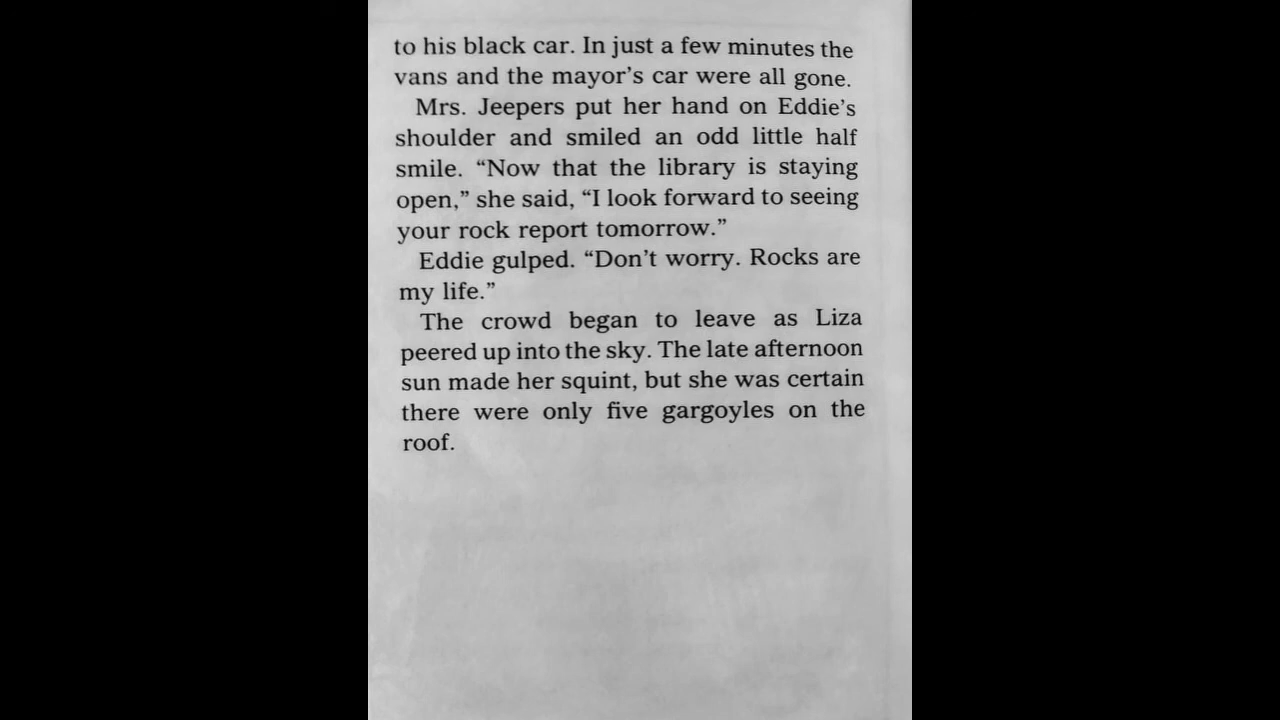 to his black car. In just a few minutes the
vans and the mayor’s car were all gone.
Mrs. Jeepers put her hand on Eddie’s
shoulder and smiled an odd little half
smile. “Now that the library is staying
open,” she said, “I look forward to seeing
your rock report tomorrow.”
Eddie gulped. “Don’t worry. Rocks are
my life.”
The crowd began to leave as Liza
peered up into the sky. The late afternoon
sun made her squint, but she was certain
there were only five gargoyles on the
roof.